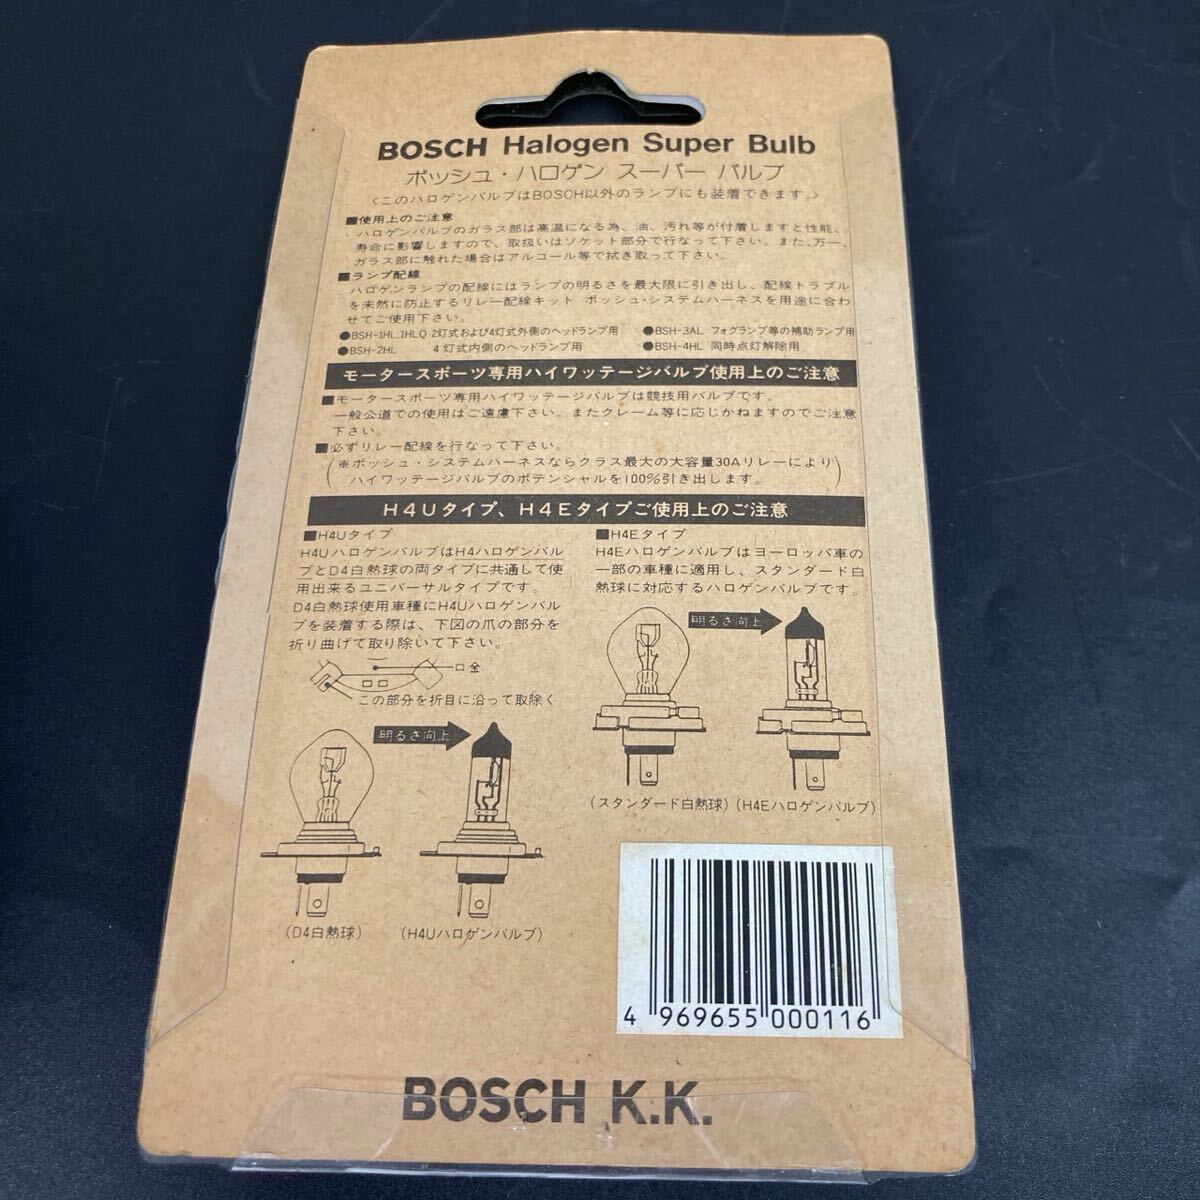 BOSCH Halogen Super Bulb
ボッシュ・ハロゲン スーパー バルブ
〈このハロゲンバルブはBOSCH以外のランプにも装着できます。〉
■使用上のご注意
ハロゲンバルブのガラス部は高温になる為、油、汚れ等が付着しますと性能、
寿命に影響しますので、取扱いはソケット部分で行なって下さい。また、万一、
ガラス部に触れた場合はアルコール等で拭き取って下さい。
■ランプ配線
ハロゲンランプの配線にはランプの明るさを最大限に引き出し、配線トラブル
を未然に防止するリレー配線キット ボッシュ・システムハーネスを用途に合わ
せてご使用下さい。
●BSH-1HL.1HLQ 2灯式および4灯式外側のヘッドランプ用 ●BSH-3AL フォグランプ等の補助ランプ用
●BSH-2HL 4灯式内側のヘッドランプ用 ●BSH-4HL 同時点灯解除用
モータースポーツ専用ハイワッテージバルブ使用上のご注意
■モータースポーツ専用ハイワッテージバルブは競技用バルブです。
一般公道での使用はご遠慮下さい。またクレーム等に応じかねますのでご注意
下さい。
■必ずリレー配線を行なって下さい。
(※ボッシュ・システムハーネスならクラス最大の大容量30Aリレーにより
ハイワッテージバルブのポテンシャルを100%引き出します。)
H4Uタイプ、H4Eタイプご使用上のご注意
■H4Uタイプ
H4UハロゲンバルブはH4ハロゲンバル
ブとD4白熱球の両タイプに共通して使
用出来るユニバーサルタイプです。
D4白熱球使用車種にH4Uハロゲンバル
ブを装着する際は、下図の爪の部分を
折り曲げて取り除いて下さい。
口金
この部分を折目に沿って取除く
明るさ向上
(D4白熱球)
(H4Uハロゲンバルブ)
■H4Eタイプ
H4Eハロゲンバルブはヨーロッパ車の
一部の車種に適用し、スタンダード白
熱球に対応するハロゲンバルブです。
明るさ向上
(スタンダード白熱球)
(H4Eハロゲンバルブ)
4 969655 000116
BOSCH K.K.